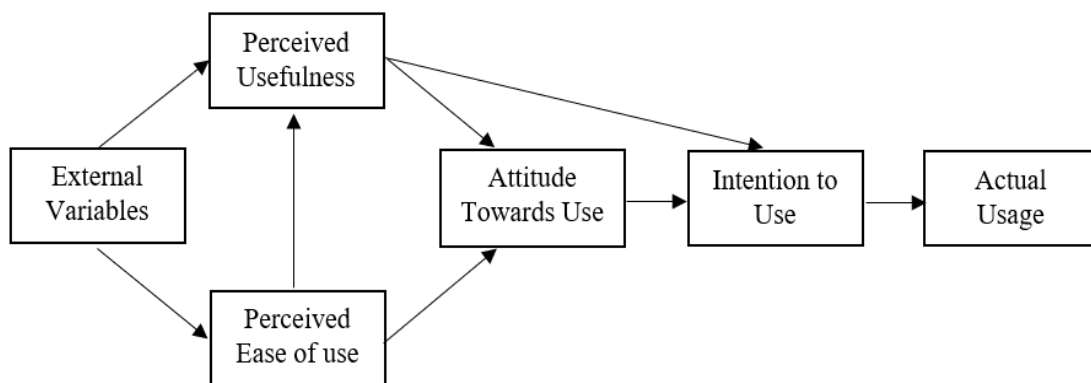 Perceived
Usefulness
External
Variables
Attitude
Towards Use
Intention to
Use
Actual
Usage
Perceived
Ease of use